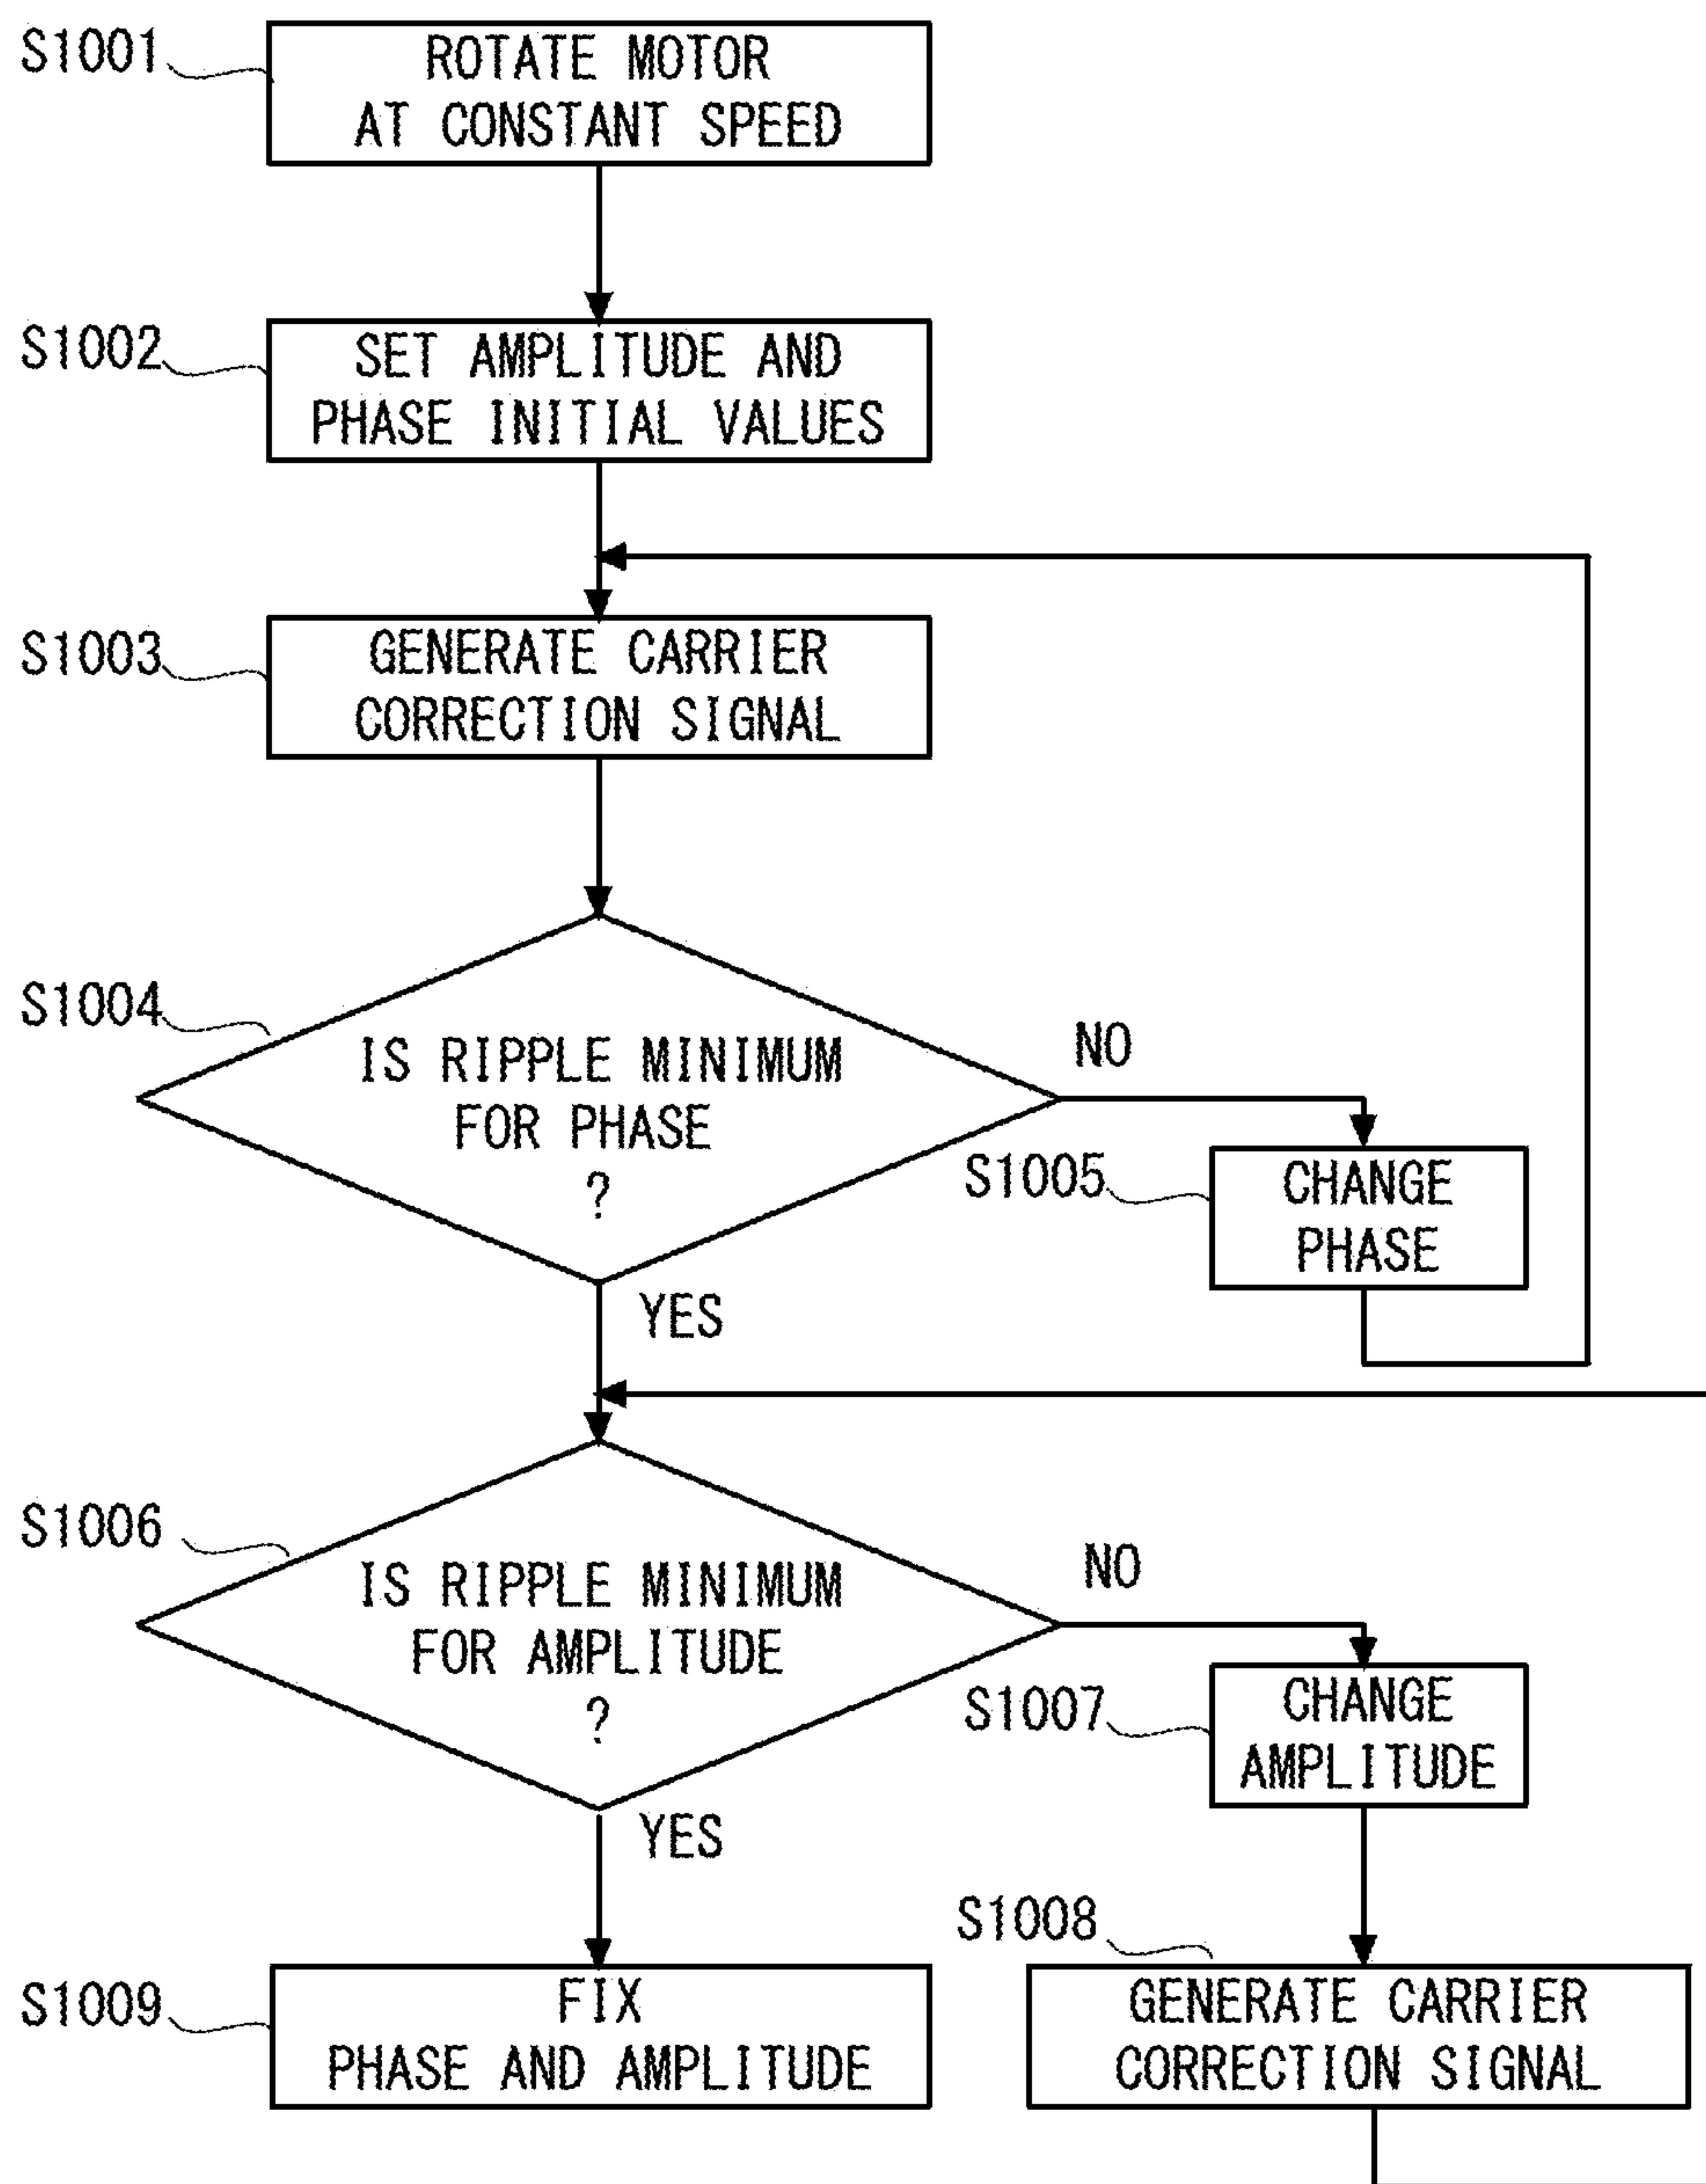 S1001
ROTATE MOTOR
AT CONSTANT SPEED
S1002
SET AMPLITUDE AND
PHASE INITIAL VALUES
S1003
GENERATE CARRIER
CORRECTION SIGNAL
S1004
IS RIPPLE MINIMUM
FOR PHASE
?
NO
YES
S1005
CHANGE
PHASE
S1006
IS RIPPLE MINIMUM
FOR AMPLITUDE
?
NO
YES
S1007
CHANGE
AMPLITUDE
S1008
GENERATE CARRIER
CORRECTION SIGNAL
S1009
FIX
PHASE AND AMPLITUDE